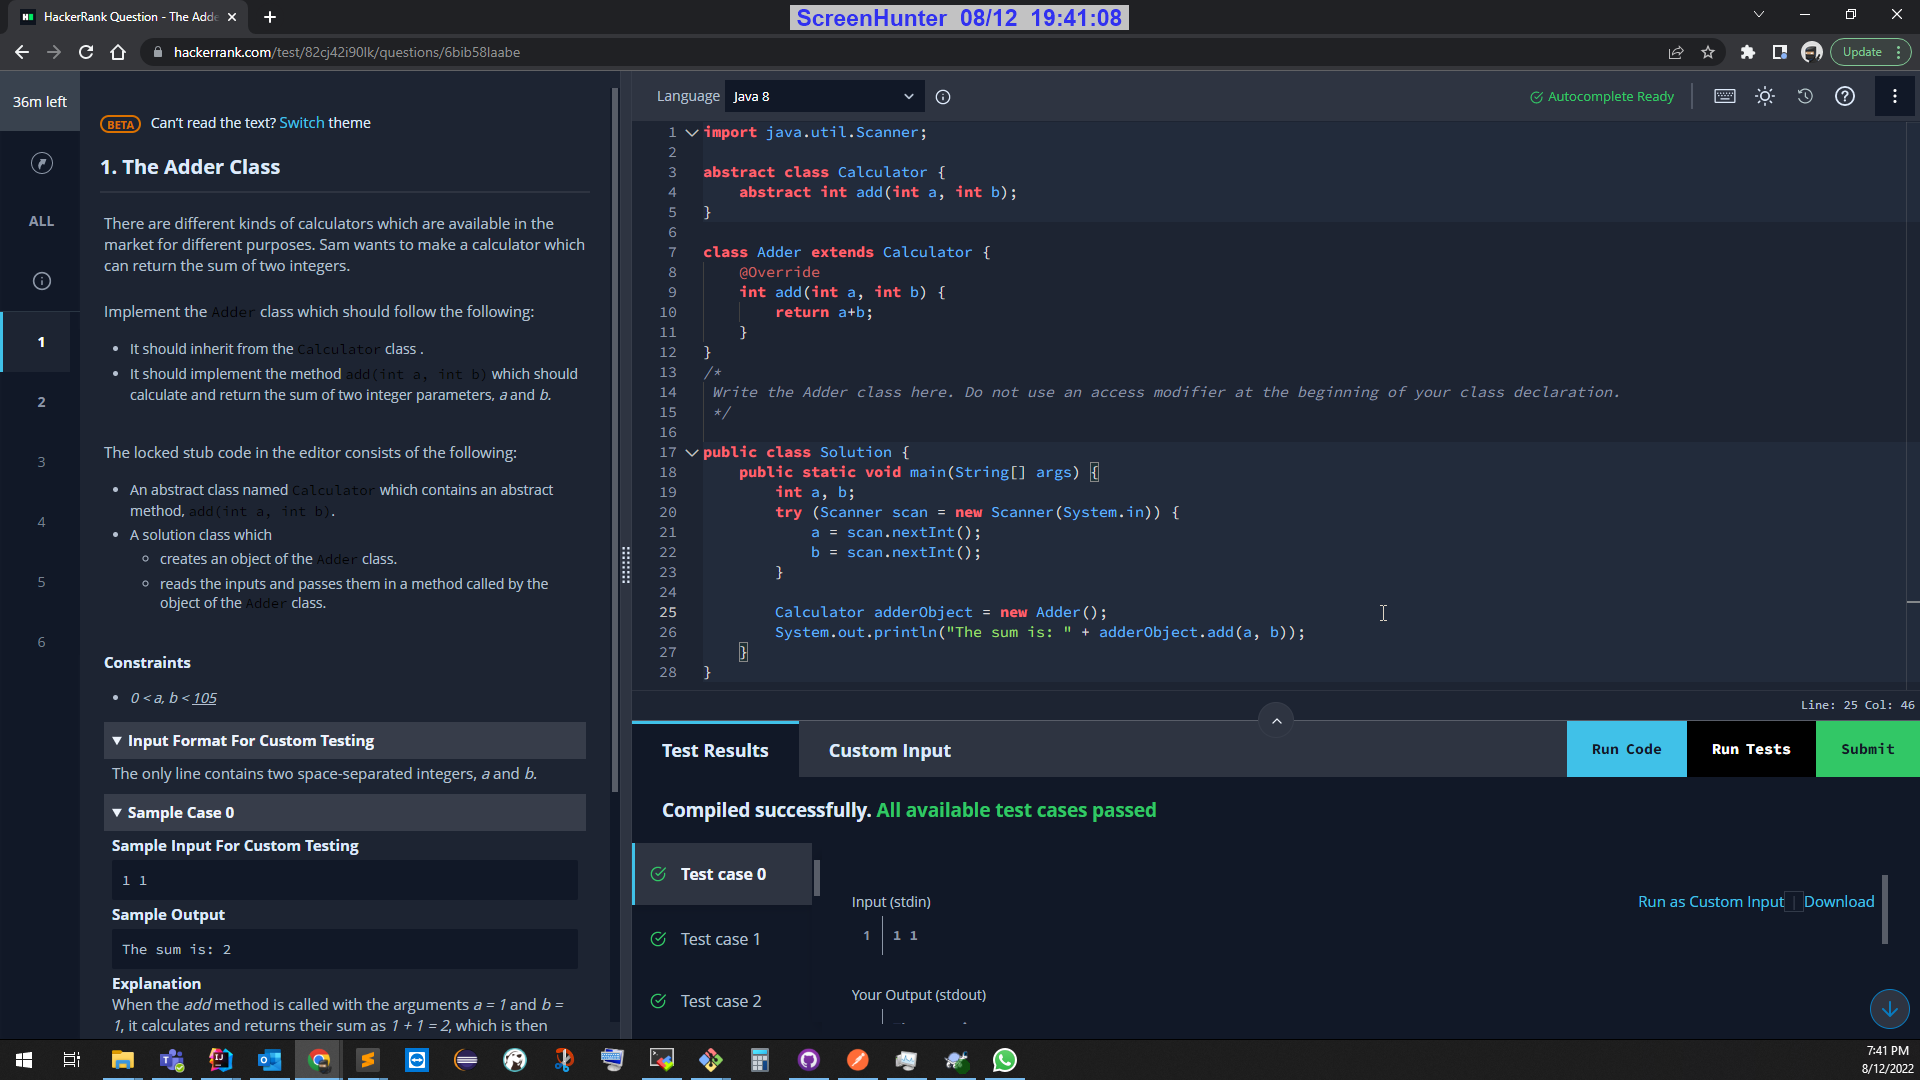 HackerRank Question - The Adde
ScreenHunter 08/12 19:41:08
hackerrank.com/test/82cj42i90lk/questions/6bib58laabe
Update
36m left
ALL
1
2
3
4
5
6
BETA Can't read the text? Switch theme
1. The Adder Class
There are different kinds of calculators which are available in the
market for different purposes. Sam wants to make a calculator which
can return the sum of two integers.
Implement the Adder class which should follow the following:
• It should inherit from the Calculator class .
• It should implement the method add(int a, int b) which should
calculate and return the sum of two integer parameters, a and b.
The locked stub code in the editor consists of the following:
• An abstract class named Calculator which contains an abstract
method, add(int a, int b).
• A solution class which
creates an object of the Adder class.
reads the inputs and passes them in a method called by the
object of the Adder class.
Constraints
• 0 < a, b < 105
Input Format For Custom Testing
The only line contains two space-separated integers, a and b.
Sample Case 0
Sample Input For Custom Testing
1 1
Sample Output
The sum is: 2
Explanation
When the add method is called with the arguments a = 1 and b =
1, it calculates and returns their sum as 1 + 1 = 2, which is then
Language Java 8
Autocomplete Ready
1 import java.util.Scanner;
2
3 abstract class Calculator {
4 abstract int add(int a, int b);
5 }
6
7 class Adder extends Calculator {
8 @Override
9 int add(int a, int b) {
10 return a+b;
11 }
12 }
13 /*
14 Write the Adder class here. Do not use an access modifier at the beginning of your class declaration.
15 */
16
17 public class Solution {
18 public static void main(String[] args) {
19 int a, b;
20 try (Scanner scan = new Scanner(System.in)) {
21 a = scan.nextInt();
22 b = scan.nextInt();
23 }
24
25 Calculator adderObject = new Adder();
26 System.out.println("The sum is: " + adderObject.add(a, b));
27 }
28 }
Line: 25 Col: 46
Test Results
Custom Input
Run Code
Run Tests
Submit
Compiled successfully. All available test cases passed
Test case 0
Test case 1
Test case 2
Input (stdin)
Run as Custom Input | Download
1 1 1
Your Output (stdout)
7:41 PM
8/12/2022